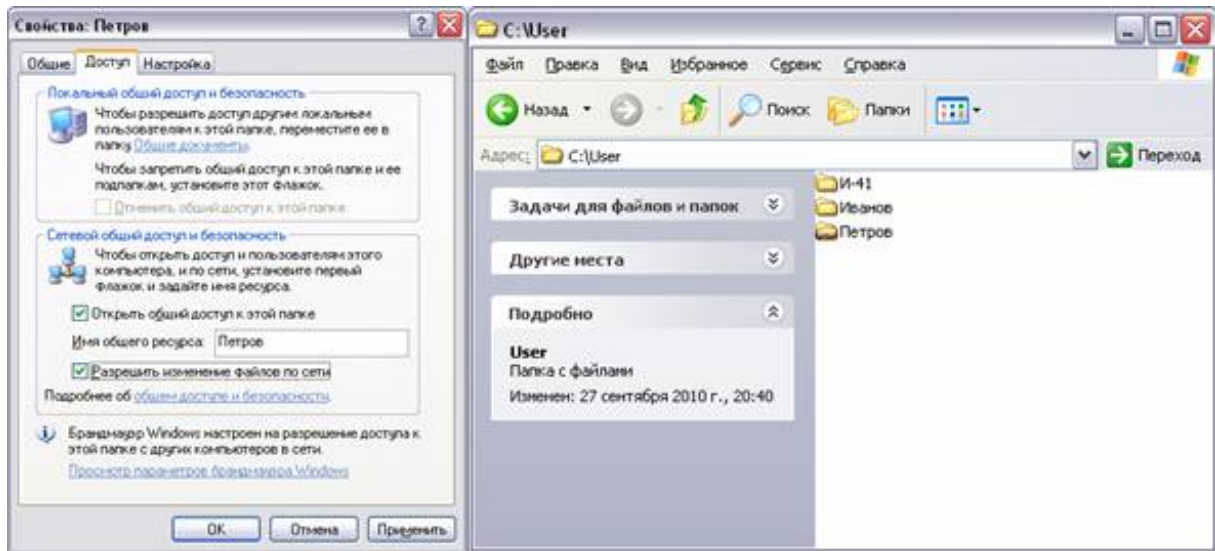 Свойства: Петров
Общие Доступ Настройка
Локальный общий доступ и безопасность
Чтобы разрешить доступ другим локальным
пользователям к этой папке, переместите ее в
папку Общие документы.
Чтобы запретить общий доступ к этой папке и ее
подпапкам, установите этот флажок.
Отменить общий доступ к этой папке
Сетевой общий доступ и безопасность
Чтобы открыть доступ и пользователям этого
компьютера, и по сети, установите первый
флажок и задайте имя ресурса.
Открыть общий доступ к этой папке
Имя общего ресурса: Петров
Разрешить изменение файлов по сети
Подробнее об общем доступе и безопасности.
Брандмауэр Windows настроен на разрешение доступа к
этой папке с других компьютеров в сети.
Просмотр параметров брандмауэра Windows
ОК Отмена Применить
C:\User
Файл Правка Вид Избранное Сервис Справка
Назад Поиск Папки
Адрес: C:\User Переход
Задачи для файлов и папок
Другие места
Подробно
User
Папка с файлами
Изменен: 27 сентября 2010 г., 20:40
И-41
Иванов
Петров